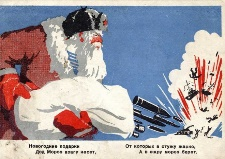 Новогодние подарки
Дед Мороз врагу несет,
От которых в стужу жарко,
А в жару мороз берет.